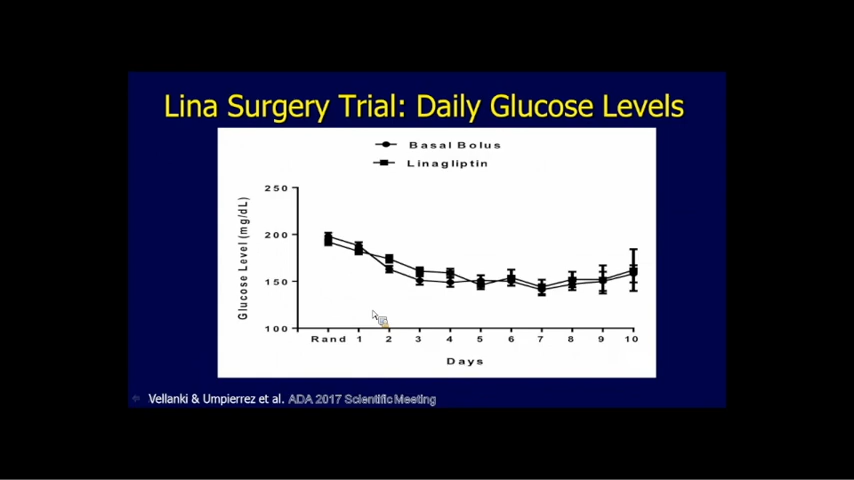 Lina Surgery Trial: Daily Glucose Levels
Basal Bolus
Linagliptin
Glucose Level (mg/dL)
250
200
150
100
Rand 1 2 3 4 5 6 7 8 9 10
Days
Vellanki & Umpierrez et al. ADA 2017 Scientific Meeting